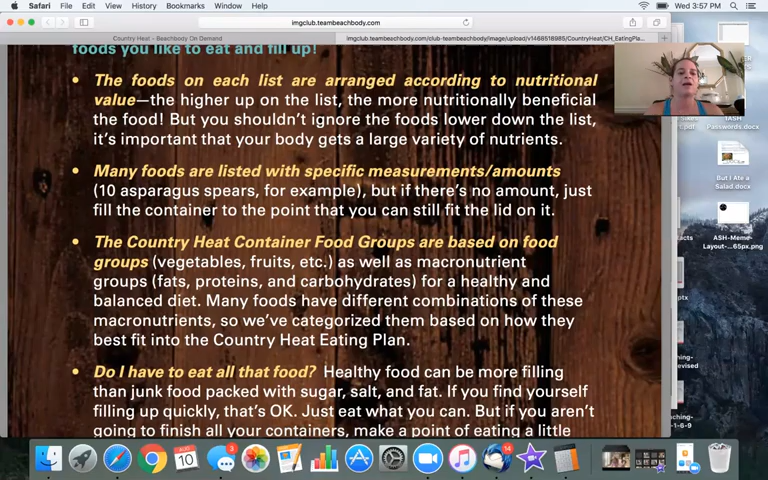 Safari File Edit View History Bookmarks Window Help
Wed 3:57 PM
imgclub.teambeachbody.com
Country Heat - Beachbody On Demand
imgclub.teambeachbody.com/club-teambeachbody/image/upload/v1468518985/CountryHeat/CH_EatingPla...
foods you like to eat and fill up!
• The foods on each list are arranged according to nutritional
value—the higher up on the list, the more nutritionally beneficial
the food! But you shouldn't ignore the foods lower down the list,
it's important that your body gets a large variety of nutrients.
• Many foods are listed with specific measurements/amounts
(10 asparagus spears, for example), but if there's no amount, just
fill the container to the point that you can still fit the lid on it.
• The Country Heat Container Food Groups are based on food
groups (vegetables, fruits, etc.) as well as macronutrient
groups (fats, proteins, and carbohydrates) for a healthy and
balanced diet. Many foods have different combinations of these
macronutrients, so we've categorized them based on how they
best fit into the Country Heat Eating Plan.
• Do I have to eat all that food? Healthy food can be more filling
than junk food packed with sugar, salt, and fat. If you find yourself
filling up quickly, that's OK. Just eat what you can. But if you aren't
going to finish all your containers, make a point of eating a little
Passwords.docx
But I Ate a
Salad.docx
ASH-Meme-
Layout-...65px.png
AUG
10
3
14